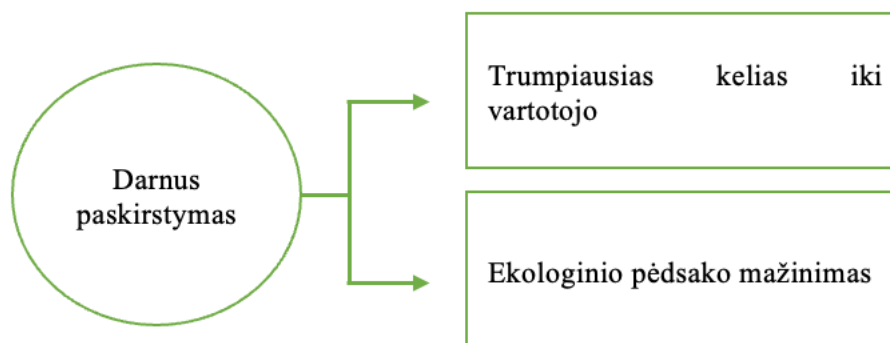 Darnus
paskirstymas
Trumpiausias kelias iki
vartotojo
Ekologinio pėdsako mažinimas